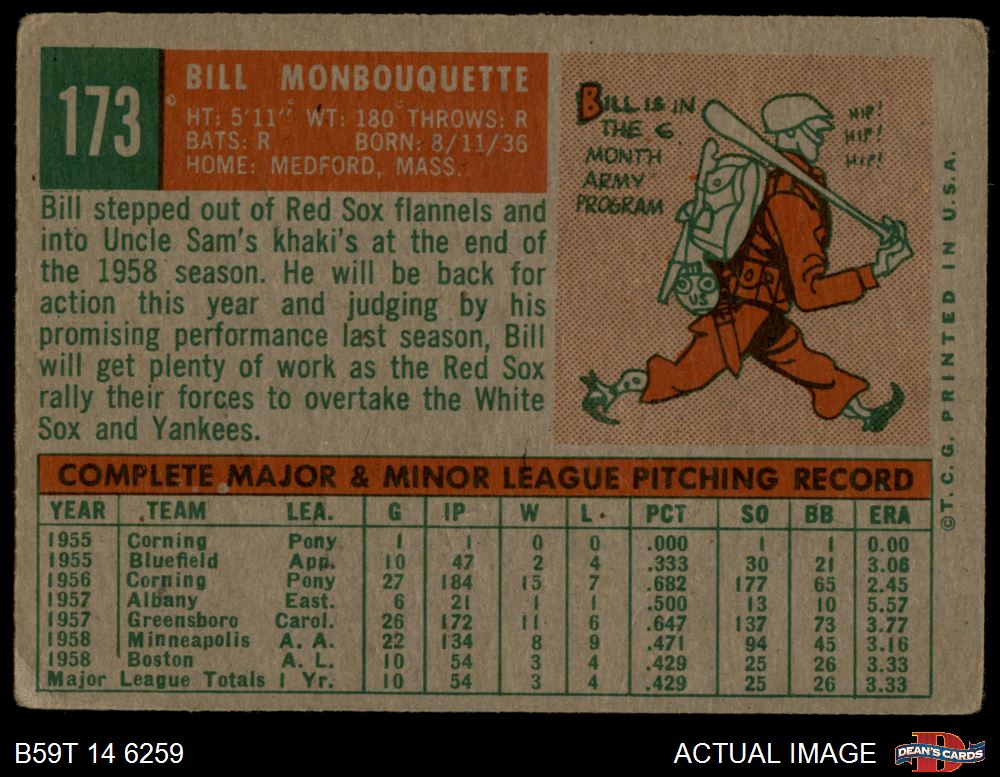 173
BILL MONBOUQUETTE
HT: 5'11" WT: 180 THROWS: R
BATS: R BORN: 8/11/36
HOME: MEDFORD, MASS.
Bill stepped out of Red Sox flannels and
into Uncle Sam's khaki's at the end of
the 1958 season. He will be back for
action this year and judging by his
promising performance last season, Bill
will get plenty of work as the Red Sox
rally their forces to overtake the White
Sox and Yankees.
BILL IS IN
THE 6
MONTH
ARMY
PROGRAM
HIP!
HIP!
HIP!
US
© T. C. G. PRINTED IN U.S.A.
COMPLETE MAJOR & MINOR LEAGUE PITCHING RECORD
YEAR TEAM LEA. G IP W L PCT SO BB ERA
1955 Corning Pony 1 1 0 0 .000 1 1 0.00
1955 Bluefield App. 10 47 2 4 .333 30 21 3.06
1956 Corning Pony 27 184 15 7 .682 177 65 2.45
1957 Albany East. 6 21 1 1 .500 13 10 5.57
1957 Greensboro Carol. 26 172 11 6 .647 137 73 3.77
1958 Minneapolis A. A. 22 134 8 9 .471 94 45 3.16
1958 Boston A. L. 10 54 3 4 .429 25 26 3.33
Major League Totals 1 Yr. 10 54 3 4 .429 25 26 3.33
B59T 14 6259
ACTUAL IMAGE
D
DEAN'S CARDS